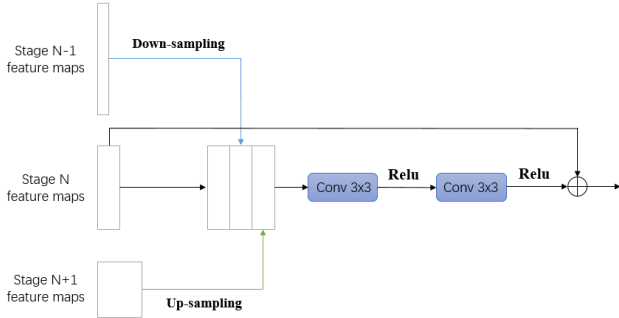 Stage N-1
feature maps
Down-sampling
Stage N
feature maps
Conv 3x3
Relu
Conv 3x3
Relu
Stage N+1
feature maps
Up-sampling